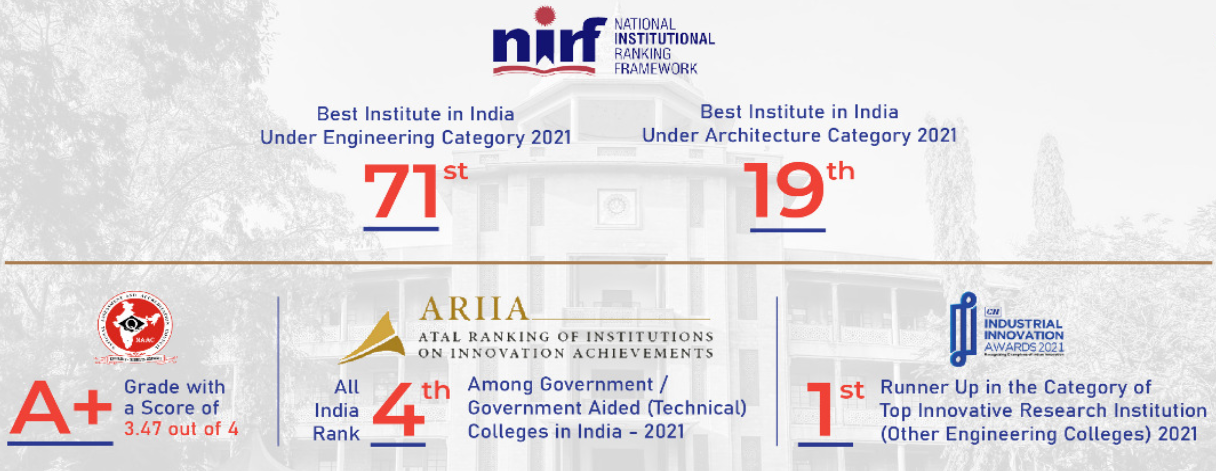 nirf
NATIONAL
INSTITUTIONAL
RANKING
FRAMEWORK
Best Institute in India
Under Engineering Category 2021
71st
Best Institute in India
Under Architecture Category 2021
19th
NAAC
A+
Grade with
a Score of
3.47 out of 4
ARIIA
ATAL RANKING OF INSTITUTIONS
ON INNOVATION ACHIEVEMENTS
All
India
Rank
4th
Among Government /
Government Aided (Technical)
Colleges in India - 2021
INDUSTRIAL
INNOVATION
AWARDS 2021
1st
Runner Up in the Category of
Top Innovative Research Institution
(Other Engineering Colleges) 2021